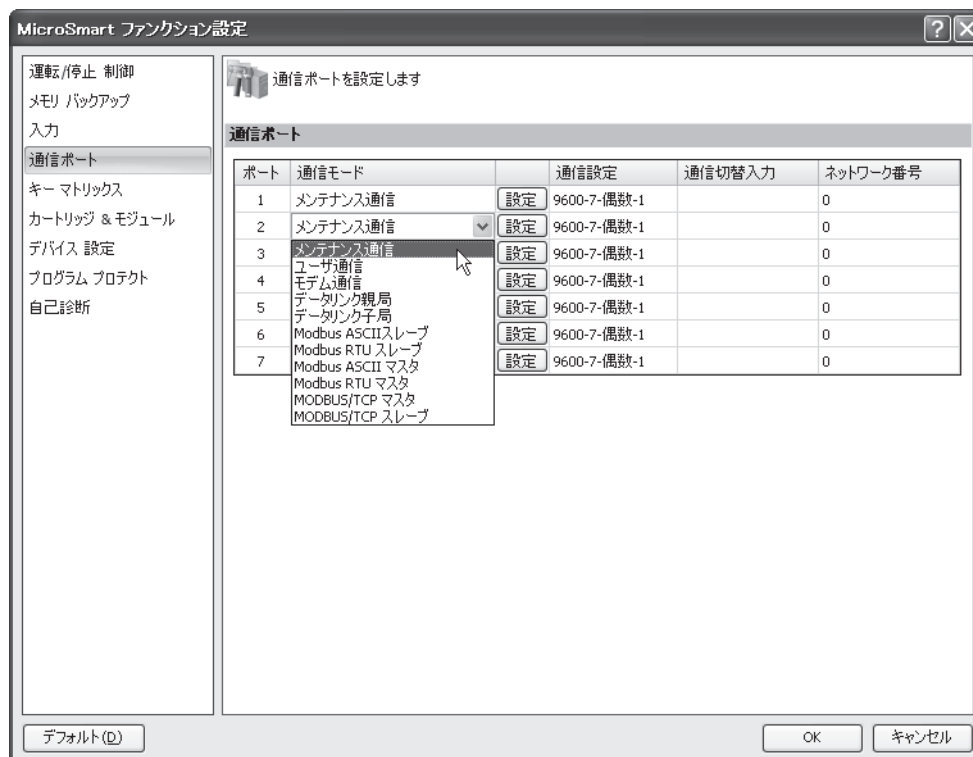 MicroSmart ファンクション設定
運転/停止 制御
メモリ バックアップ
入力
通信ポート
キー マトリックス
カートリッジ & モジュール
デバイス 設定
プログラム プロテクト
自己診断
通信ポートを設定します
通信ポート
ポート 通信モード 通信設定 通信切替入力 ネットワーク番号
1 メンテナンス通信 設定 9600-7-偶数-1 0
2 メンテナンス通信 設定 9600-7-偶数-1 0
3 設定 9600-7-偶数-1 0
4 設定 9600-7-偶数-1 0
5 設定 9600-7-偶数-1 0
6 設定 9600-7-偶数-1 0
7 設定 9600-7-偶数-1 0
メンテナンス通信
ユーザ通信
モデム通信
データリンク親局
データリンク子局
Modbus ASCIIスレーブ
Modbus RTU スレーブ
Modbus ASCII マスタ
Modbus RTU マスタ
MODBUS/TCP マスタ
MODBUS/TCP スレーブ
デフォルト(D) OK キャンセル